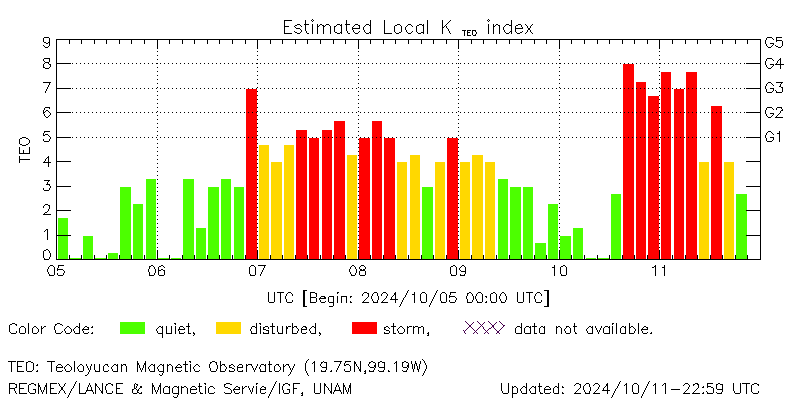 Estimated Local K TEO index
9 G5
8 G4
7 G3
6 G2
5 G1
4
3
2
1
0
TEO
05 06 07 08 09 10 11
UTC [Begin: 2024/10/05 00:00 UTC]
Color Code: quiet, disturbed, storm, data not available.
TEO: Teoloyucan Magnetic Observatory (19.75N,99.19W)
REGMEX/LANCE & Magnetic Servie/IGF, UNAM Updated: 2024/10/11-22:59 UTC